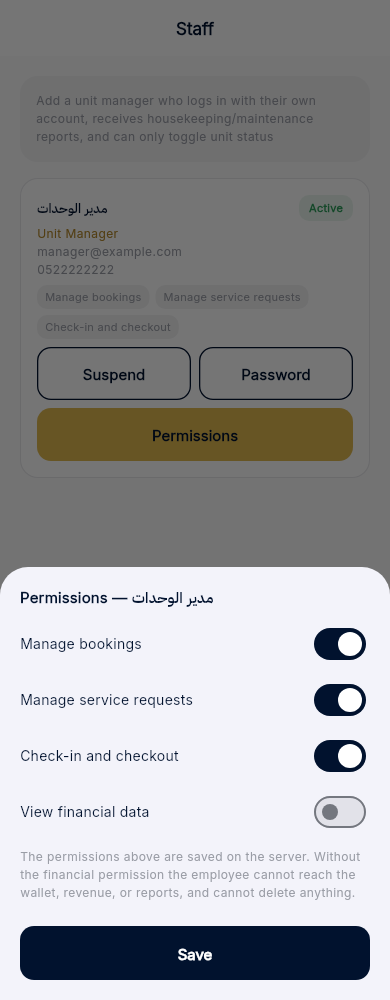 Staff
Add a unit manager who logs in with their own
account, receives housekeeping/maintenance
reports, and can only toggle unit status
مدير الوحدات
Active
Unit Manager
manager@example.com
0522222222
Manage bookings
Manage service requests
Check-in and checkout
Suspend
Password
Permissions
Permissions — مدير الوحدات
Manage bookings
Manage service requests
Check-in and checkout
View financial data
The permissions above are saved on the server. Without
the financial permission the employee cannot reach the
wallet, revenue, or reports, and cannot delete anything.
Save